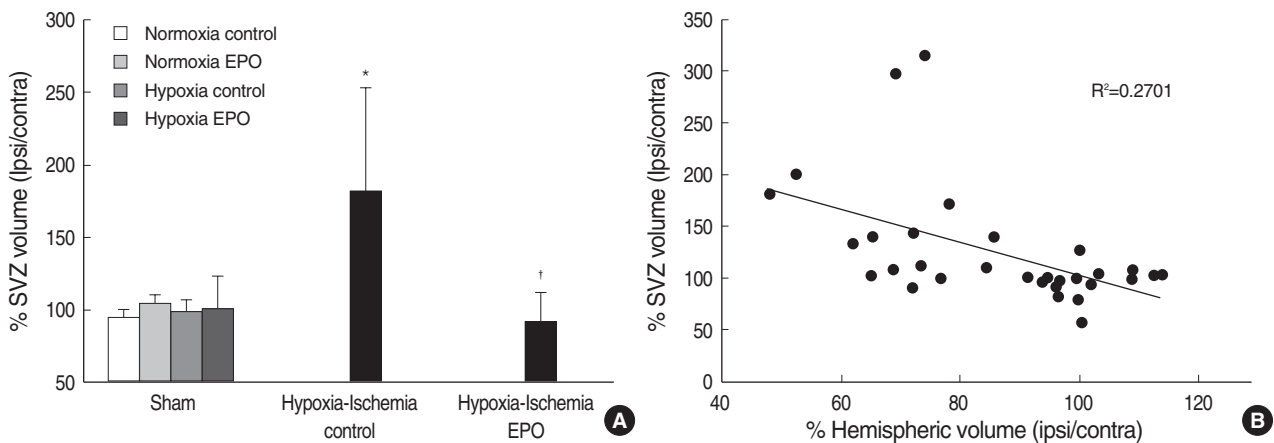 % SVZ volume (Ipsi/contra)
300
250
200
150
100
50
Normoxia control
Normoxia EPO
Hypoxia control
Hypoxia EPO
*
†
Sham
Hypoxia-Ischemia
control
Hypoxia-Ischemia
EPO
A
% SVZ volume (Ipsi/contra)
350
300
250
200
150
100
50
0
R²=0.2701
40 60 80 100 120
% Hemispheric volume (ipsi/contra)
B